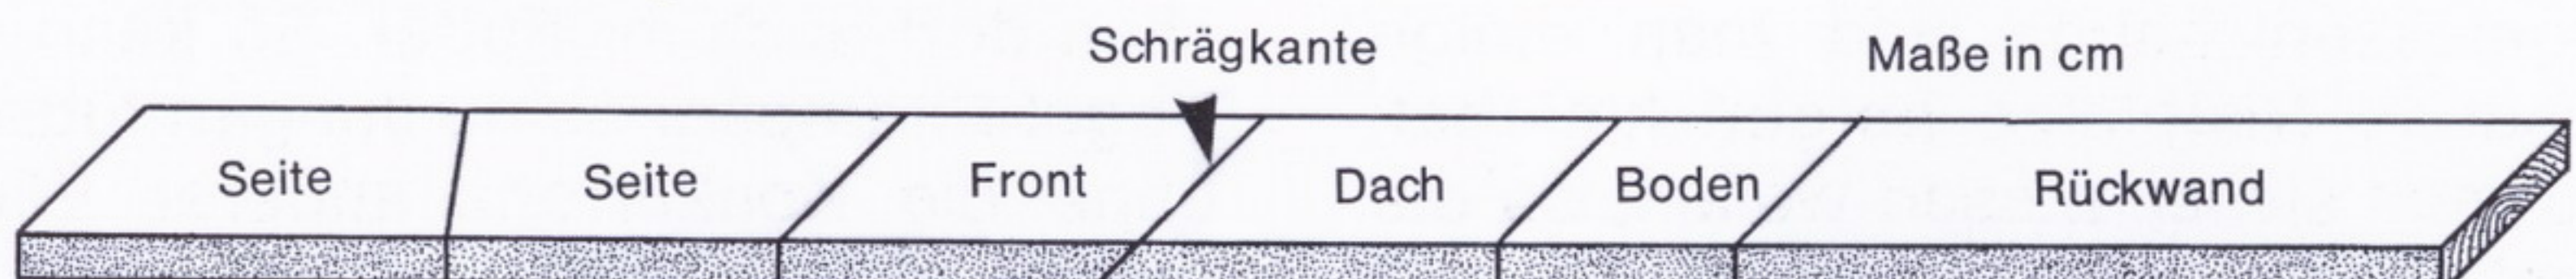 Schrägkante Maße in cm
Seite Seite Front Dach Boden Rückwand